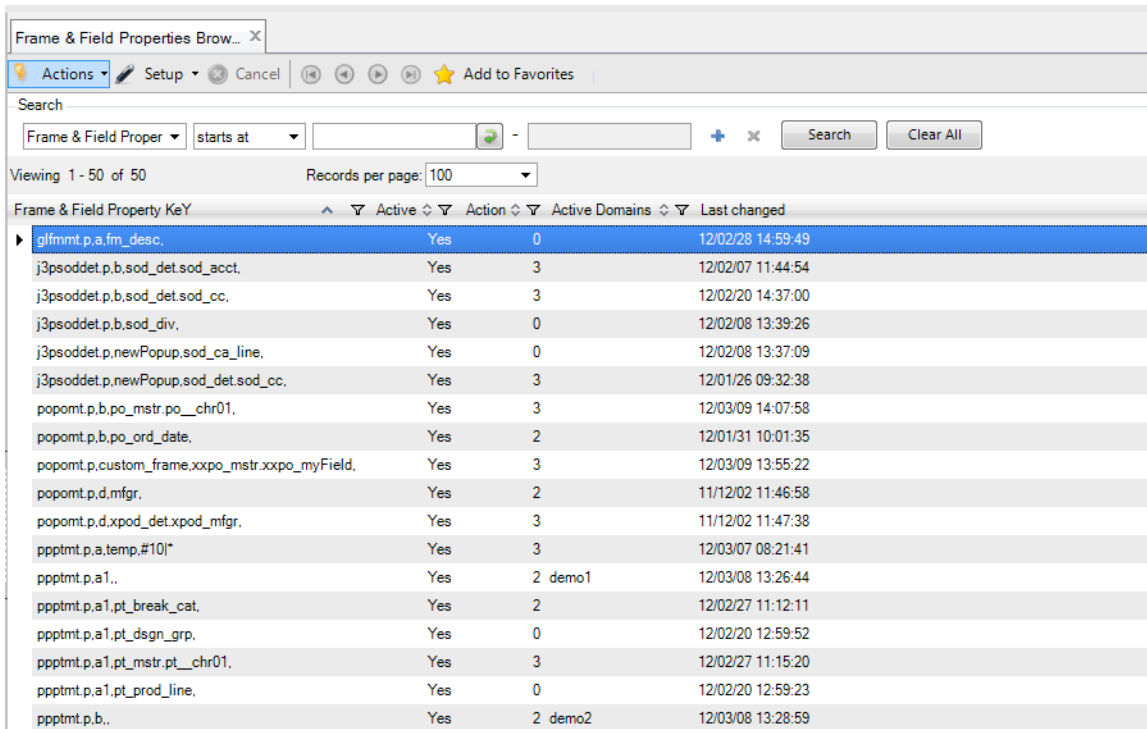 Frame & Field Properties Brow... X
Actions Setup Cancel Add to Favorites
Search
Frame & Field Proper starts at - Search Clear All
Viewing 1 - 50 of 50 Records per page: 100
Frame & Field Property KeY Active Action Active Domains Last changed
glfmmt.p,a,fm_desc, Yes 0 12/02/28 14:59:49
j3psoddet.p,b,sod_det.sod_acct, Yes 3 12/02/07 11:44:54
j3psoddet.p,b,sod_det.sod_cc, Yes 3 12/02/20 14:37:00
j3psoddet.p,b,sod_div, Yes 0 12/02/08 13:39:26
j3psoddet.p,newPopup,sod_ca_line, Yes 0 12/02/08 13:37:09
j3psoddet.p,newPopup,sod_det.sod_cc, Yes 3 12/01/26 09:32:38
popomt.p,b,po_mstr.po__chr01, Yes 3 12/03/09 14:07:58
popomt.p,b,po_ord_date, Yes 2 12/01/31 10:01:35
popomt.p,custom_frame,xxpo_mstr.xxpo_myField, Yes 3 12/03/09 13:55:22
popomt.p,d,mfgr, Yes 2 11/12/02 11:46:58
popomt.p,d,xpod_det.xpod_mfgr, Yes 3 11/12/02 11:47:38
ppptmt.p,a,temp,#10|* Yes 3 12/03/07 08:21:41
ppptmt.p,a1,, Yes 2 demo1 12/03/08 13:26:44
ppptmt.p,a1,pt_break_cat, Yes 2 12/02/27 11:12:11
ppptmt.p,a1,pt_dsgn_grp, Yes 0 12/02/20 12:59:52
ppptmt.p,a1,pt_mstr.pt__chr01, Yes 3 12/02/27 11:15:20
ppptmt.p,a1,pt_prod_line, Yes 0 12/02/20 12:59:23
ppptmt.p,b,, Yes 2 demo2 12/03/08 13:28:59